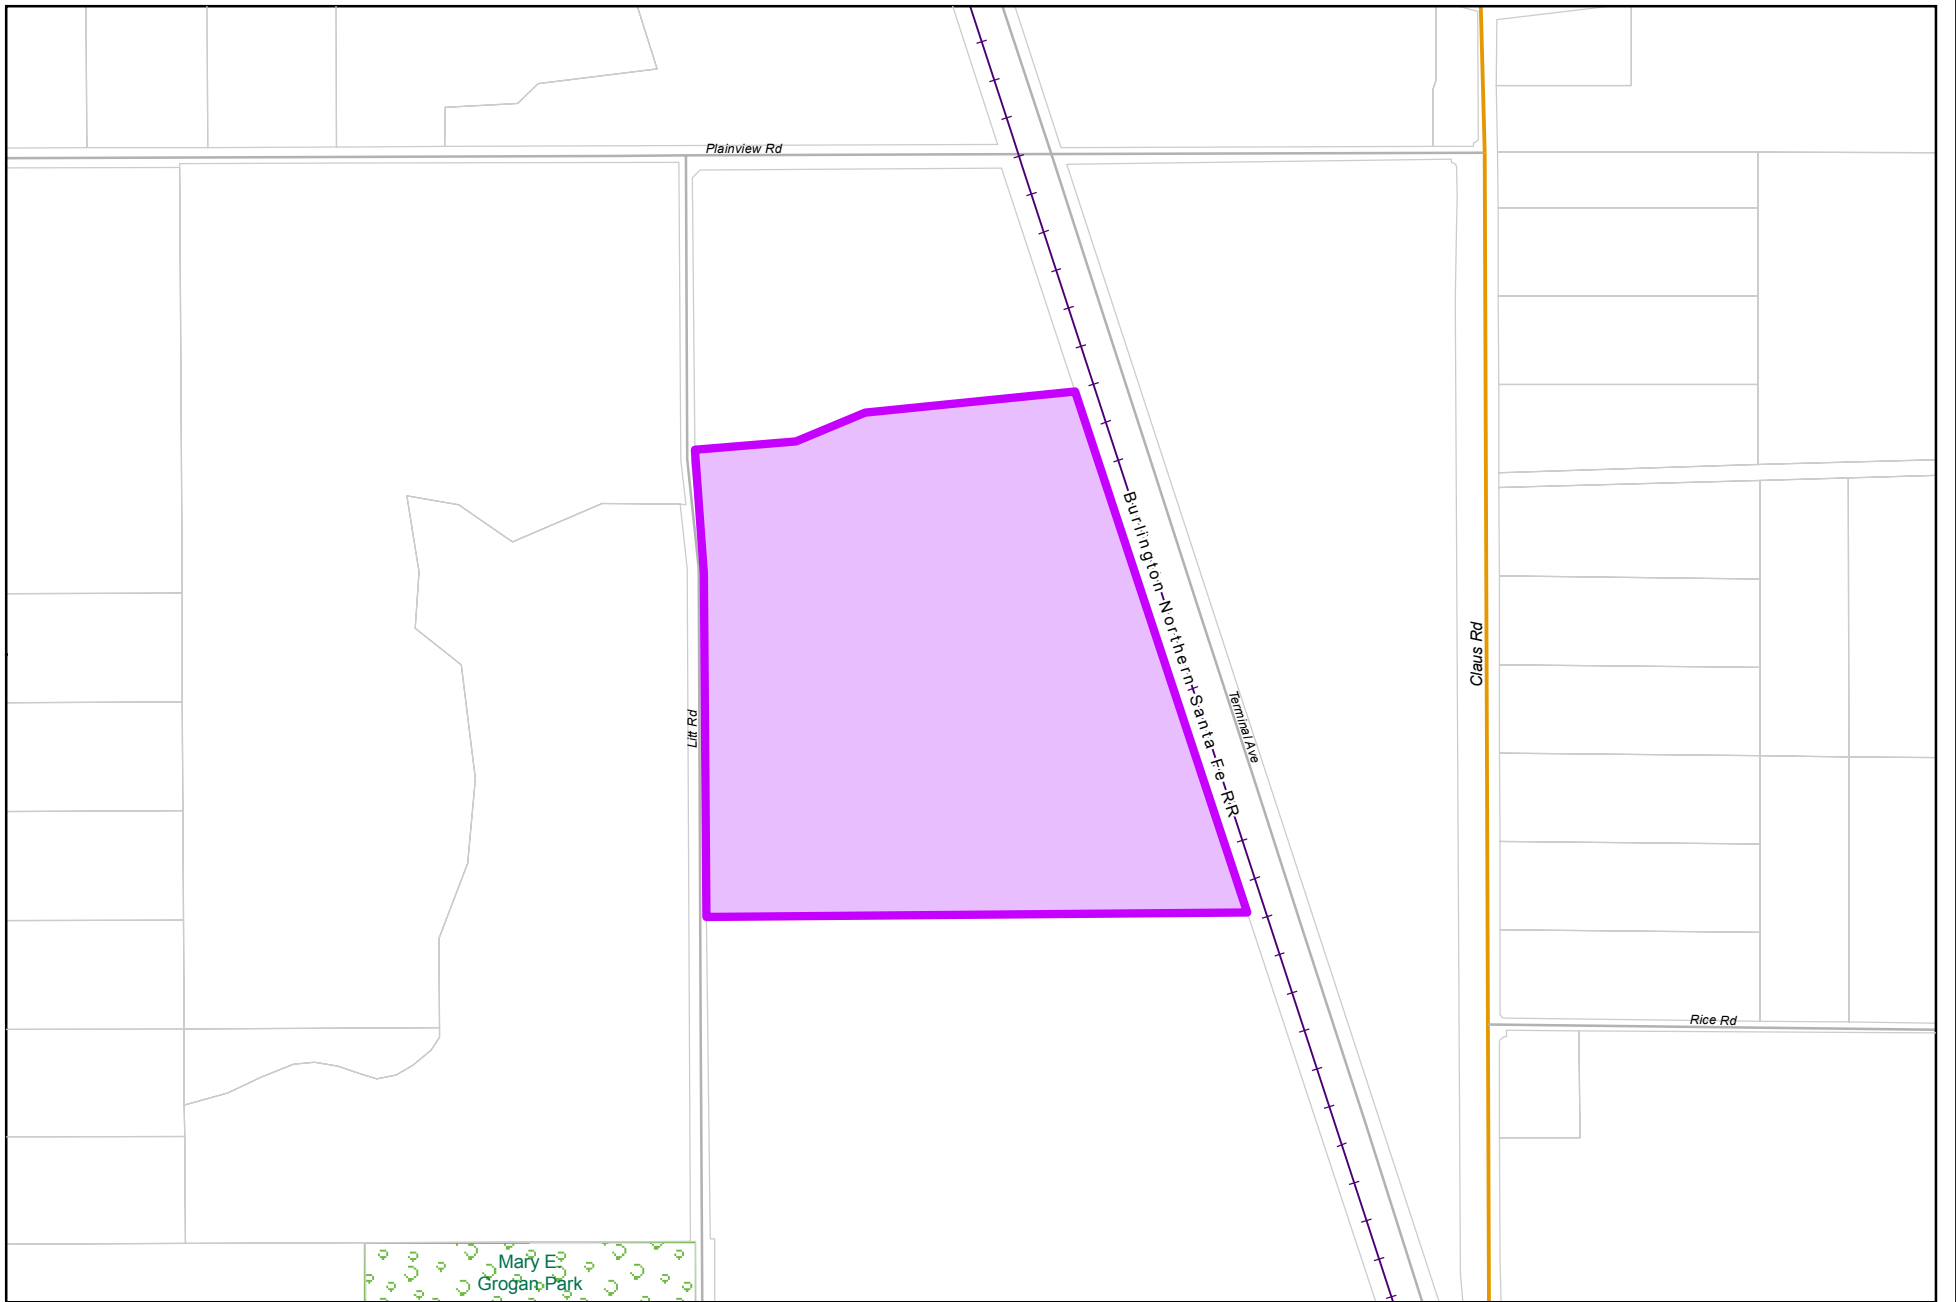 Plainview Rd
Burlington Northern Santa Fe RR
Claus Rd
Terminal Ave
Litt Rd
Rice Rd
Mary E.
Grogan Park